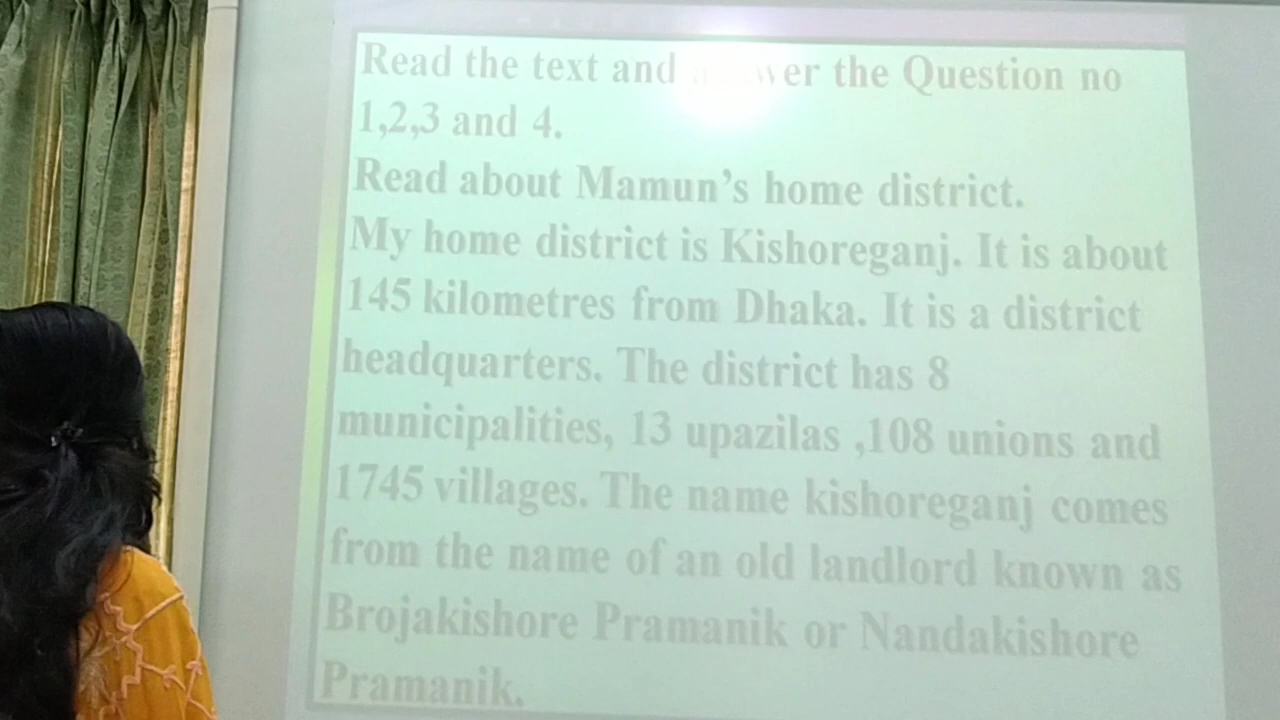 Read the text and answer the Question no
1,2,3 and 4.
Read about Mamun's home district.
My home district is Kishoreganj. It is about
145 kilometres from Dhaka. It is a district
headquarters. The district has 8
municipalities, 13 upazilas ,108 unions and
1745 villages. The name kishoreganj comes
from the name of an old landlord known as
Brojakishore Pramanik or Nandakishore
Pramanik.